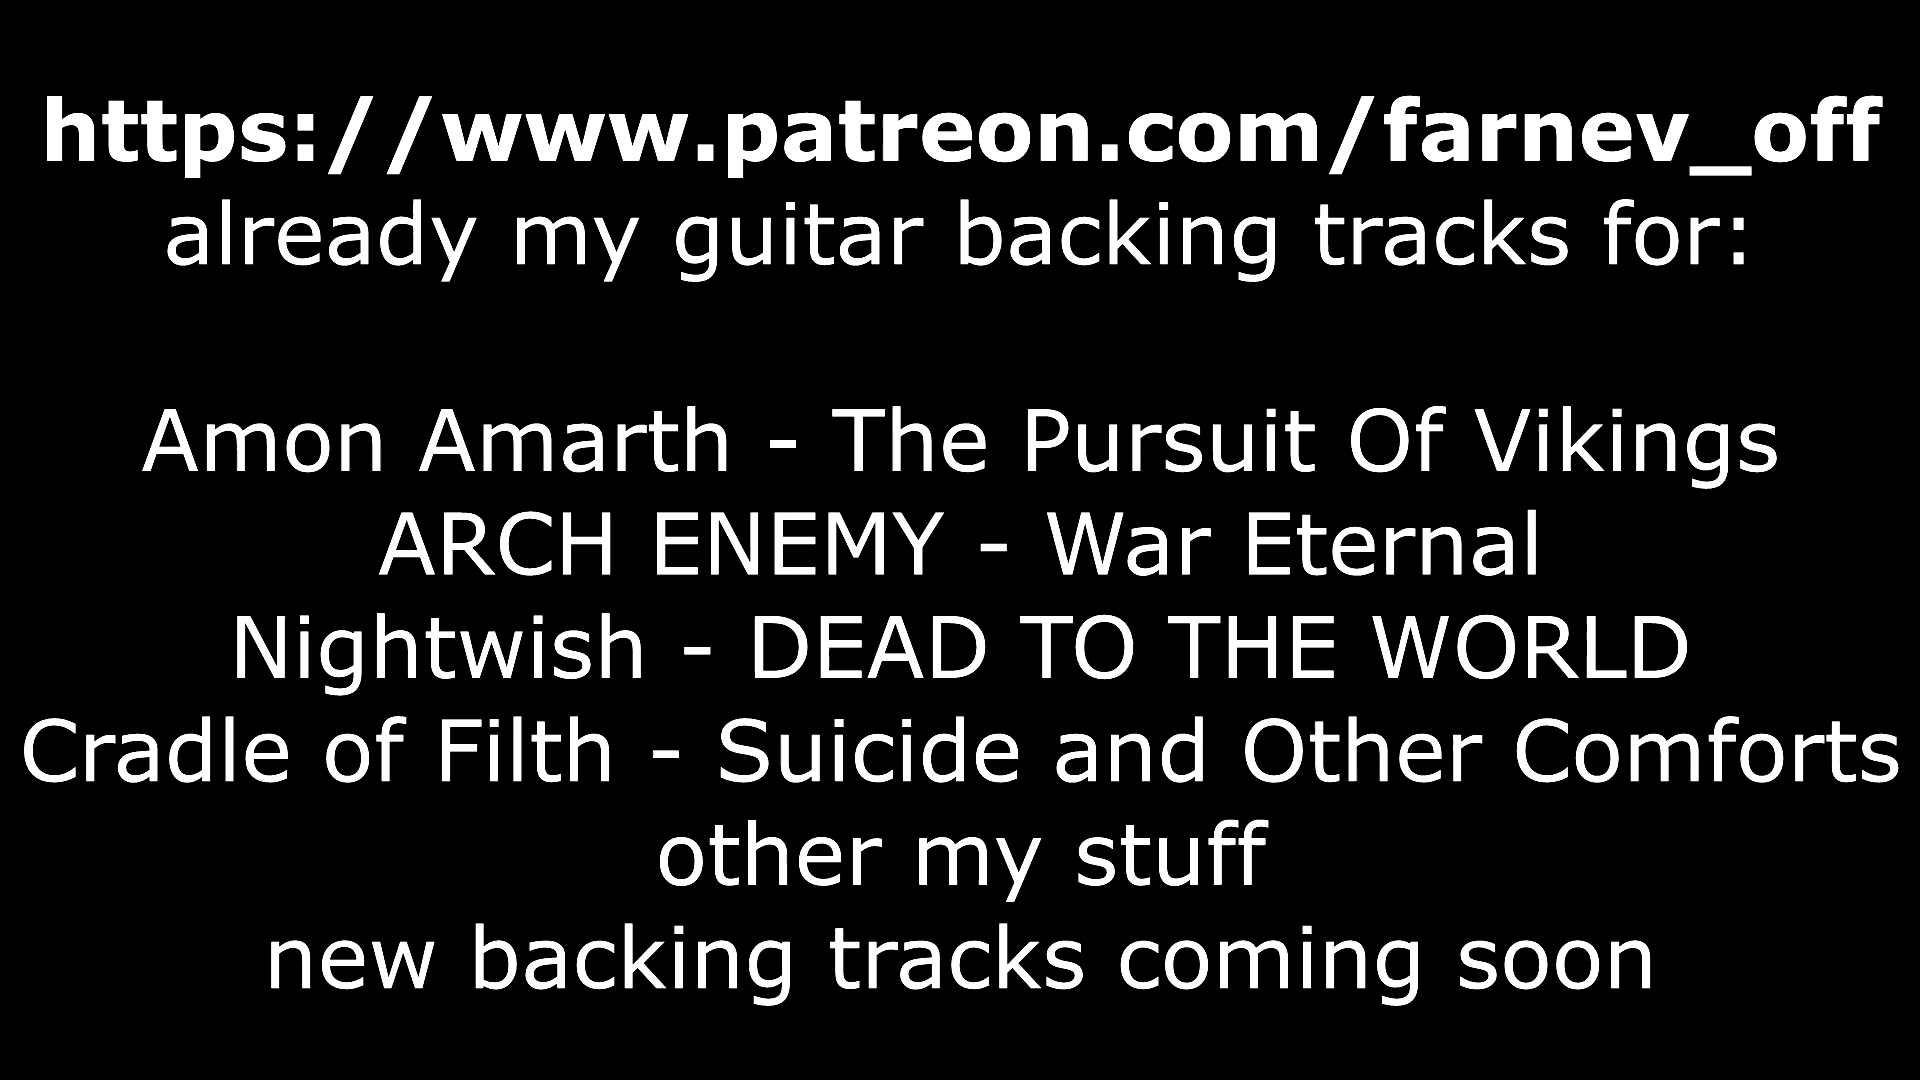 https://www.patreon.com/farnev_off
already my guitar backing tracks for:
Amon Amarth - The Pursuit Of Vikings
ARCH ENEMY - War Eternal
Nightwish - DEAD TO THE WORLD
Cradle of Filth - Suicide and Other Comforts
other my stuff
new backing tracks coming soon